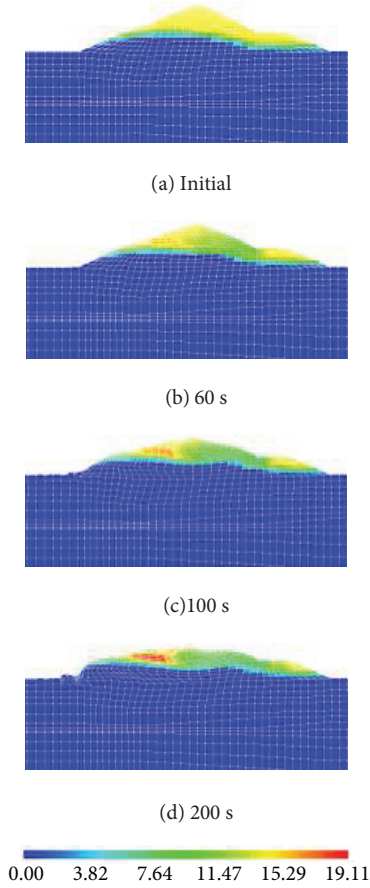 (a) Initial
(b) 60 s
(c)100 s
(d) 200 s
0.00 3.82 7.64 11.47 15.29 19.11